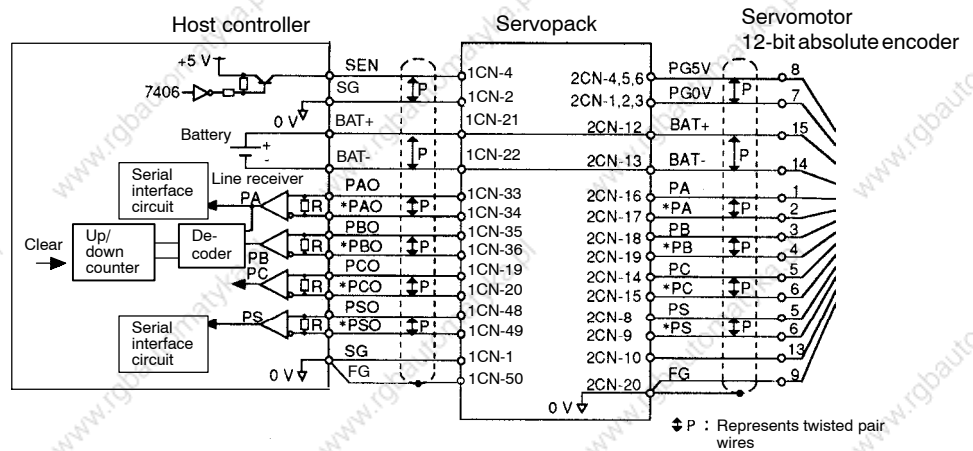 Host controller
Servopack
Servomotor
12-bit absolute encoder
+5 V
7406
0 V
SEN
SG
P
1CN-4
1CN-2
2CN-4,5,6
2CN-1,2,3
PG5V
PG0V
P
8
7
Battery
+
-
BAT+
BAT-
P
1CN-21
1CN-22
2CN-12
2CN-13
BAT+
BAT-
P
15
14
Serial
interface
circuit
Line receiver
PA
R
PAO
*PAO
P
1CN-33
1CN-34
2CN-16
2CN-17
PA
*PA
P
1
2
Clear
Up/
down
counter
De-
coder
PB
R
PBO
*PBO
P
1CN-35
1CN-36
2CN-18
2CN-19
PB
*PB
P
3
4
PC
R
PCO
*PCO
P
1CN-19
1CN-20
2CN-14
2CN-15
PC
*PC
P
5
6
Serial
interface
circuit
PS
R
PSO
*PSO
P
1CN-48
1CN-49
2CN-8
2CN-9
PS
*PS
P
5
6
0 V
SG
FG
1CN-1
1CN-50
2CN-10
2CN-20
0 V
FG
13
9
P : Represents twisted pair
wires
www.rgbautomatyka.pl